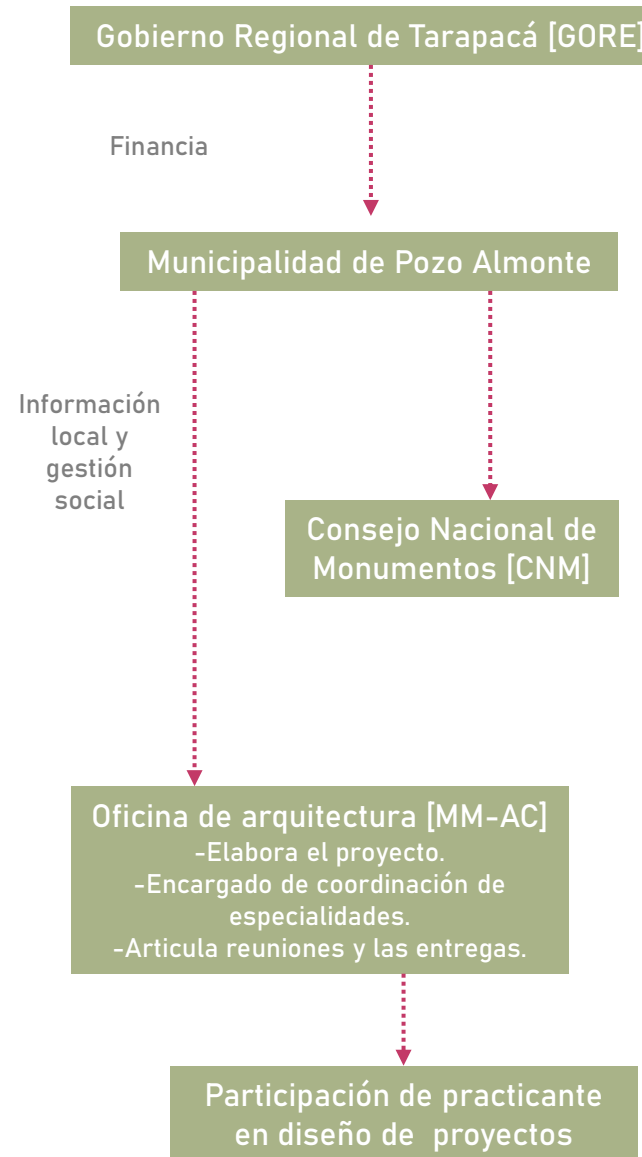 Gobierno Regional de Tarapacá [GORE]
Financia
Municipalidad de Pozo Almonte
Información
local y
gestión
social
Consejo Nacional de
Monumentos [CNM]
Oficina de arquitectura [MM-AC]
-Elabora el proyecto.
-Encargado de coordinación de
especialidades.
-Articula reuniones y las entregas.
Participación de practicante
en diseño de proyectos